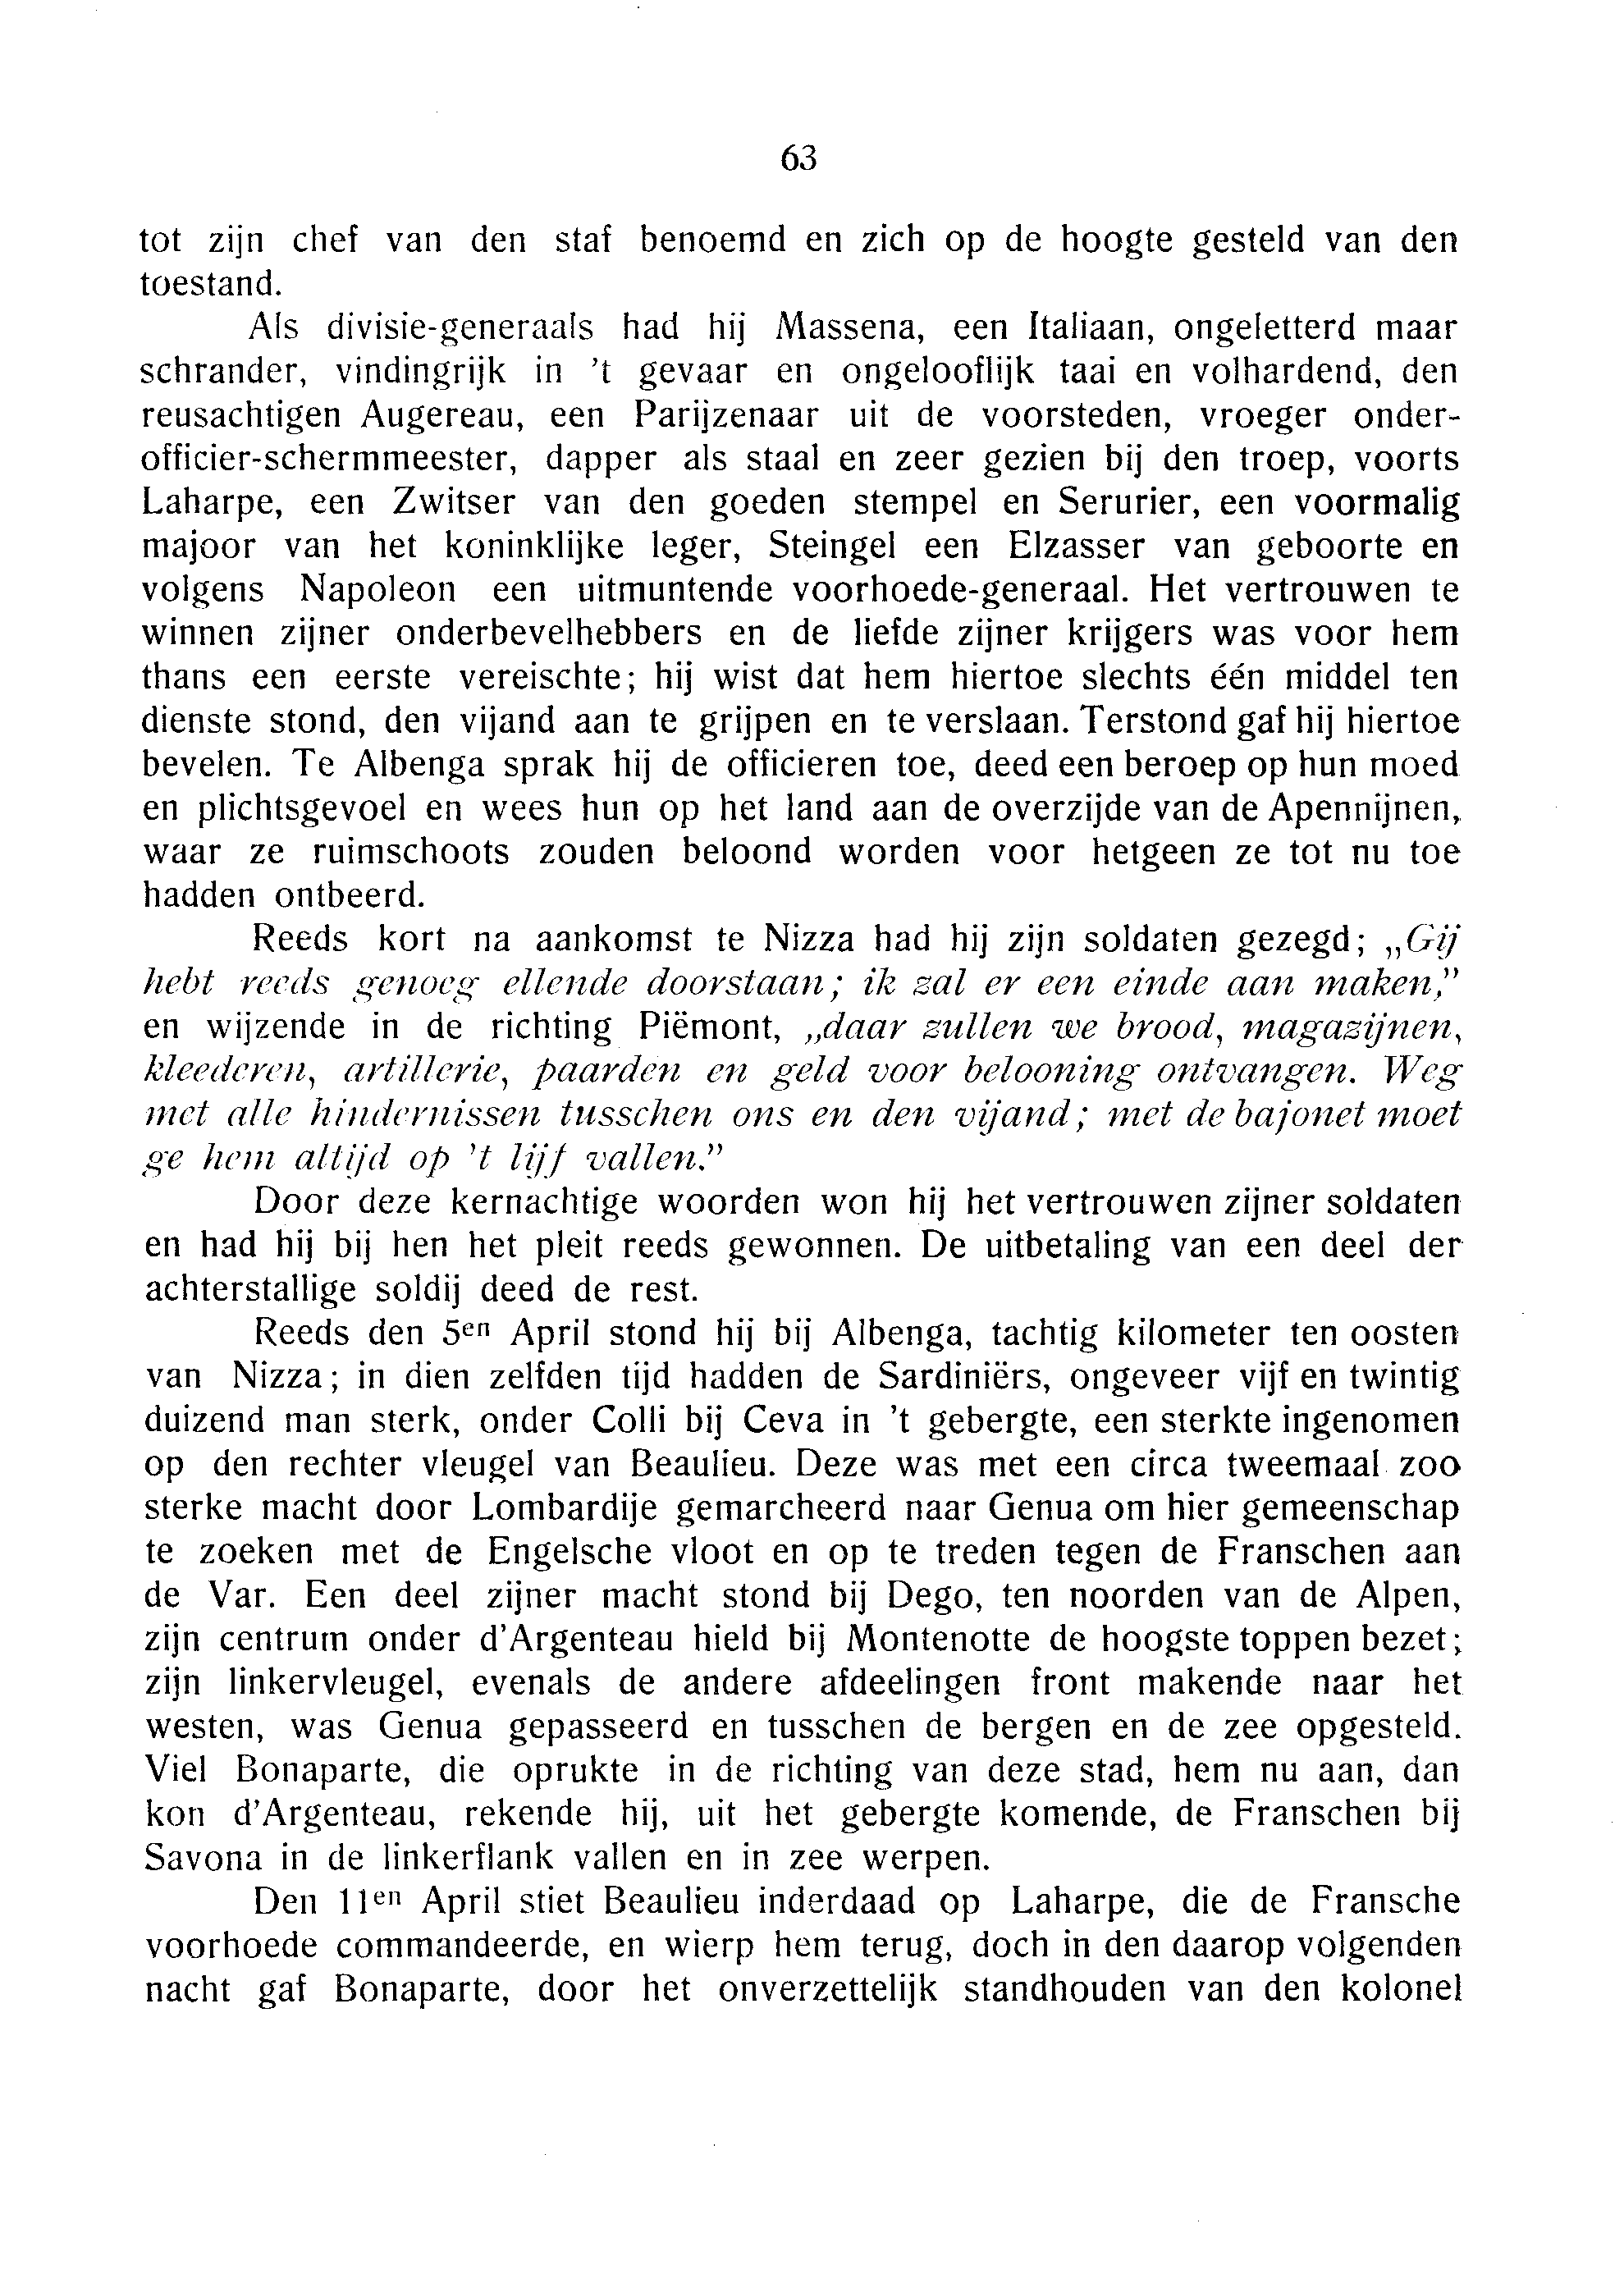 63
tot zijn chef van den staf benoemd en zich op de hoogte gesteld van den
toestand.
Als divisie-generaals had hij Massena, een Italiaan, ongeletterd maar
schrander, vindingrijk in 't gevaar en ongelooflijk taai en volhardend, den
reusachtigen Augereau, een Parijzenaar uit de voorsteden, vroeger onder-
officier-schermmeester, dapper als staal en zeer gezien bij den troep, voorts
Laharpe, een Zwitser van den goeden stempel en Serurier, een voormalig
majoor van het koninklijke leger, Steingel een Elzasser van geboorte en
volgens Napoleon een uitmuntende voorhoede-generaal. Het vertrouwen te
winnen zijner onderbevelhebbers en de liefde zijner krijgers was voor hem
thans een eerste vereischte; hij wist dat hem hiertoe slechts één middel ten
dienste stond, den vijand aan te grijpen en te verslaan. Terstond gaf hij hiertoe
bevelen. Te Albenga sprak hij de officieren toe, deed een beroep op hun moed
en plichtsgevoel en wees hun op het land aan de overzijde van de Apennijnen,
waar ze ruimschoots zouden beloond worden voor hetgeen ze tot nu toe
hadden ontbeerd.
Reeds kort na aankomst te Nizza had hij zijn soldaten gezegd; „Gij
hebt reeds genoeg ellende doorstaan; ik zal er een einde aan maken,”
en wijzende in de richting Piëmont, „daar zullen we brood, magazijnen,
kleederen, artillerie, paarden en geld voor belooning ontvangen. Weg
met alle hindernissen tusschen ons en den vijand; met de bajonet moet
ge hem altijd op 't lijf vallen.”
Door deze kernachtige woorden won hij het vertrouwen zijner soldaten
en had hij bij hen het pleit reeds gewonnen. De uitbetaling van een deel der
achterstallige soldij deed de rest.
Reeds den 5en April stond hij bij Albenga, tachtig kilometer ten oosten
van Nizza; in dien zelfden tijd hadden de Sardiniërs, ongeveer vijf en twintig
duizend man sterk, onder Colli bij Ceva in 't gebergte, een sterkte ingenomen
op den rechter vleugel van Beaulieu. Deze was met een circa tweemaal zoo
sterke macht door Lombardije gemarcheerd naar Genua om hier gemeenschap
te zoeken met de Engelsche vloot en op te treden tegen de Franschen aan
de Var. Een deel zijner macht stond bij Dego, ten noorden van de Alpen,
zijn centrum onder d'Argenteau hield bij Montenotte de hoogste toppen bezet;
zijn linkervleugel, evenals de andere afdeelingen front makende naar het
westen, was Genua gepasseerd en tusschen de bergen en de zee opgesteld.
Viel Bonaparte, die oprukte in de richting van deze stad, hem nu aan, dan
kon d'Argenteau, rekende hij, uit het gebergte komende, de Franschen bij
Savona in de linkerflank vallen en in zee werpen.
Den 11en April stiet Beaulieu inderdaad op Laharpe, die de Fransche
voorhoede commandeerde, en wierp hem terug, doch in den daarop volgenden
nacht gaf Bonaparte, door het onverzettelijk standhouden van den kolonel